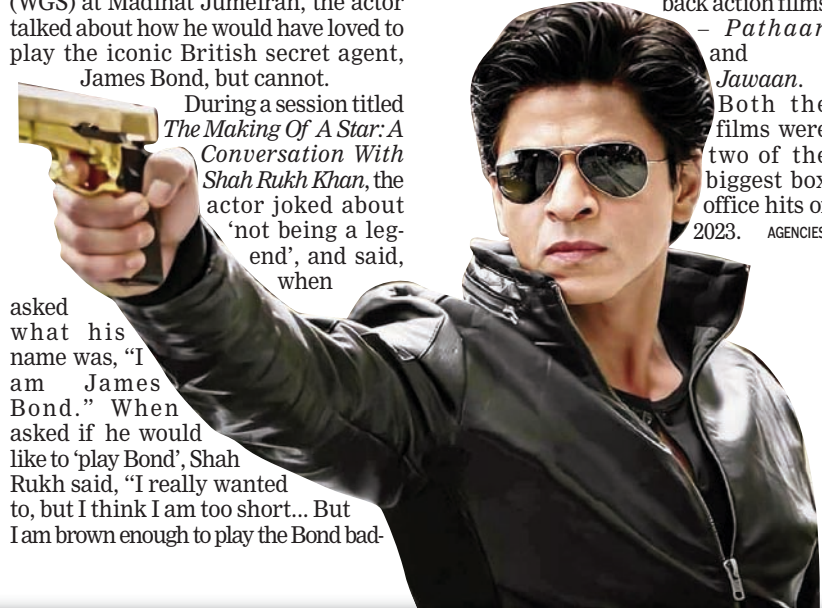 (WGS) at Madinat Jumeirah, the actor
talked about how he would have loved to
play the iconic British secret agent,
James Bond, but cannot.
During a session titled
The Making Of A Star: A
Conversation With
Shah Rukh Khan, the
actor joked about
‘not being a leg-
end’, and said,
when
asked
what his
name was, “I
am James
Bond.” When
asked if he would
like to ‘play Bond’, Shah
Rukh said, “I really wanted
to, but I think I am too short... But
I am brown enough to play the Bond bad-
back action films
– Pathaan
and
Jawaan.
Both the
films were
two of the
biggest box
office hits of
2023. AGENCIES